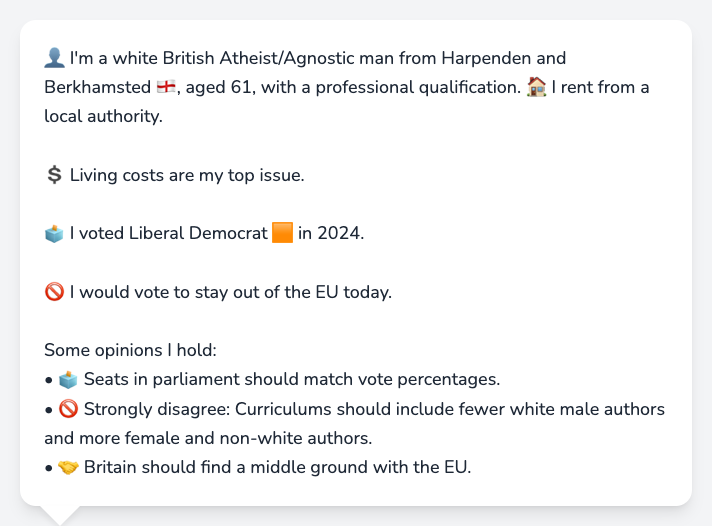 👤 I'm a white British Atheist/Agnostic man from Harpenden and
Berkhamsted 🏴󠁧󠁢󠁥󠁮󠁧󠁿, aged 61, with a professional qualification. 🏠 I rent from a
local authority.
💲 Living costs are my top issue.
🗳️ I voted Liberal Democrat 🟧 in 2024.
🚫 I would vote to stay out of the EU today.
Some opinions I hold:
• 🗳️ Seats in parliament should match vote percentages.
• 🚫 Strongly disagree: Curriculums should include fewer white male authors
and more female and non-white authors.
• 🤝 Britain should find a middle ground with the EU.